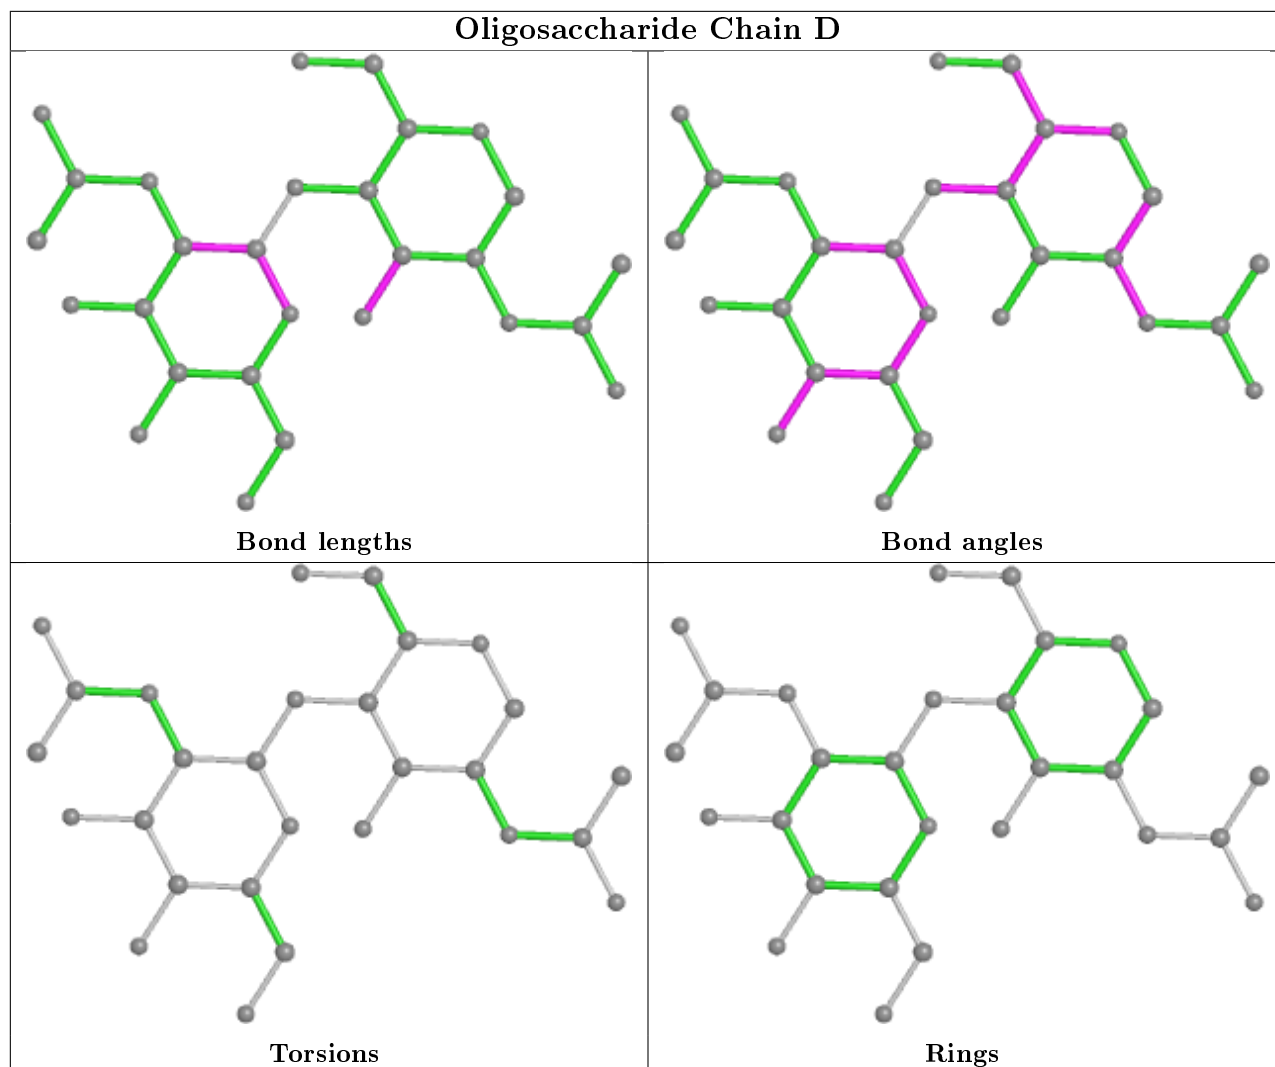 Oligosaccharide Chain D
Bond lengths
Bond angles
Torsions
Rings